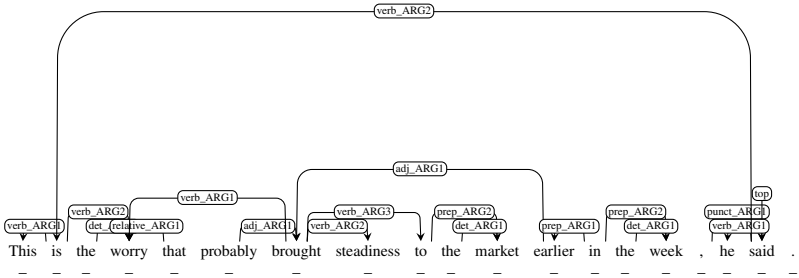 verb_ARG2
adj_ARG1
verb_ARG1 top
verb_ARG2 verb_ARG3 prep_ARG2 prep_ARG2 punct_ARG1
verb_ARG1 det_ relative_ARG1 adj_ARG1 verb_ARG2 det_ARG1 prep_ARG1 det_ARG1 verb_ARG1
This is the worry that probably brought steadiness to the market earlier in the week , he said .
_ _ _ _ _ _ _ _ _ _ _ _ _ _ _ _ _ _ _